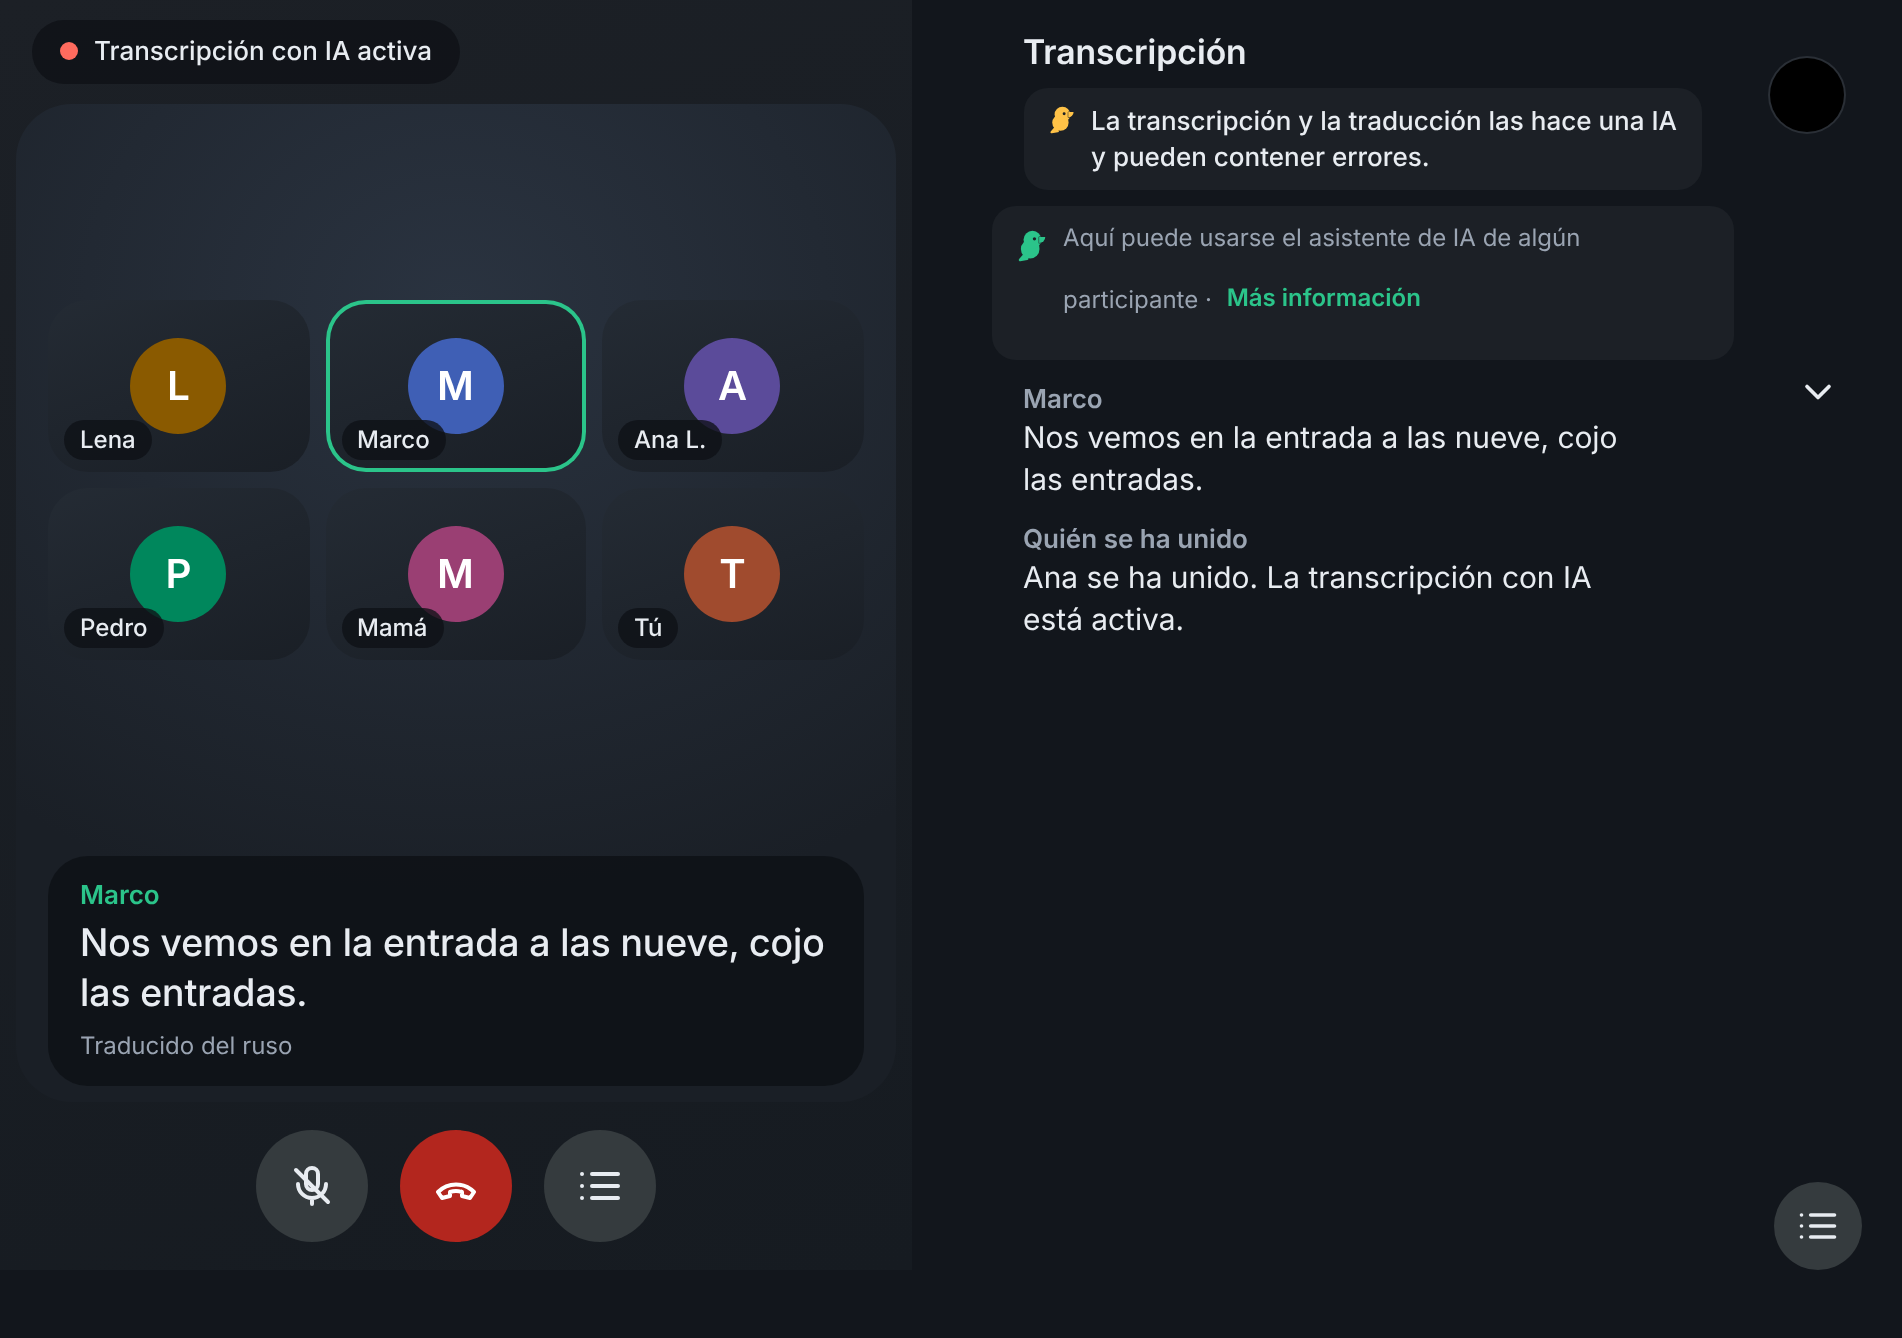 Transcripción con IA activa
L
Lena
M
Marco
A
Ana L.
P
Pedro
M
Mamá
T
Tú
Marco
Nos vemos en la entrada a las nueve, cojo
las entradas.
Traducido del ruso
Transcripción
La transcripción y la traducción las hace una IA
y pueden contener errores.
Aquí puede usarse el asistente de IA de algún
participante · Más información
Marco
Nos vemos en la entrada a las nueve, cojo
las entradas.
Quién se ha unido
Ana se ha unido. La transcripción con IA
está activa.